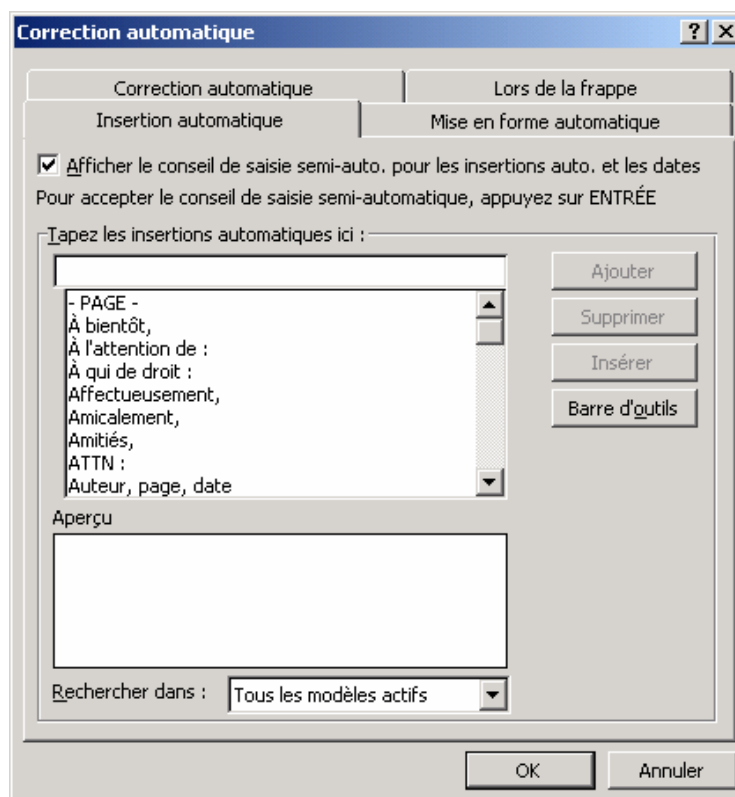 Correction automatique
Correction automatique
Lors de la frappe
Insertion automatique
Mise en forme automatique
Afficher le conseil de saisie semi-auto. pour les insertions auto. et les dates
Pour accepter le conseil de saisie semi-automatique, appuyez sur ENTRÉE
Tapez les insertions automatiques ici :
- PAGE -
À bientôt,
À l'attention de :
À qui de droit :
Affectueusement,
Amicalement,
Amitiés,
ATTN :
Auteur, page, date
Ajouter
Supprimer
Insérer
Barre d'outils
Aperçu
Rechercher dans :
Tous les modèles actifs
OK
Annuler